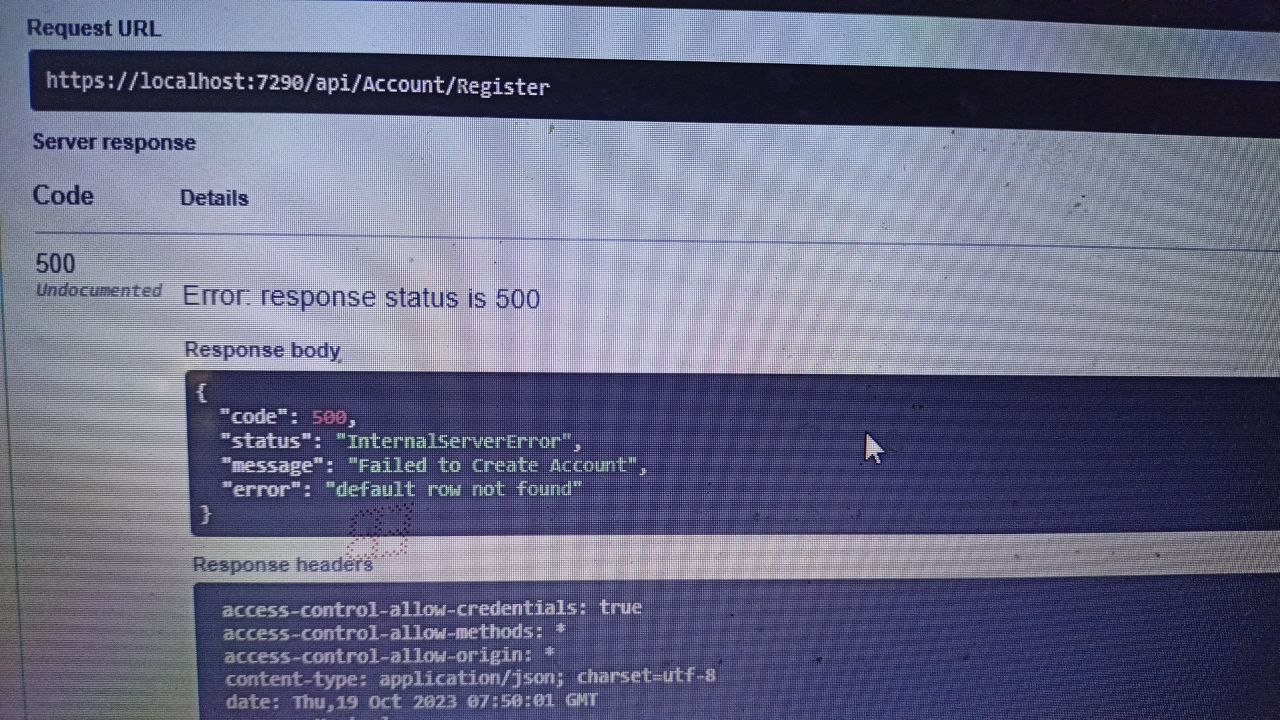 Request URL
https://localhost:7290/api/Account/Register
Server response
Code Details
500
Undocumented
Error: response status is 500
Response body
{
"code": 500,
"status": "InternalServerError",
"message": "Failed to Create Account",
"error": "default row not found"
}
Response headers
access-control-allow-credentials: true
access-control-allow-methods: *
access-control-allow-origin: *
content-type: application/json; charset=utf-8
date: Thu,19 Oct 2023 07:50:01 GMT